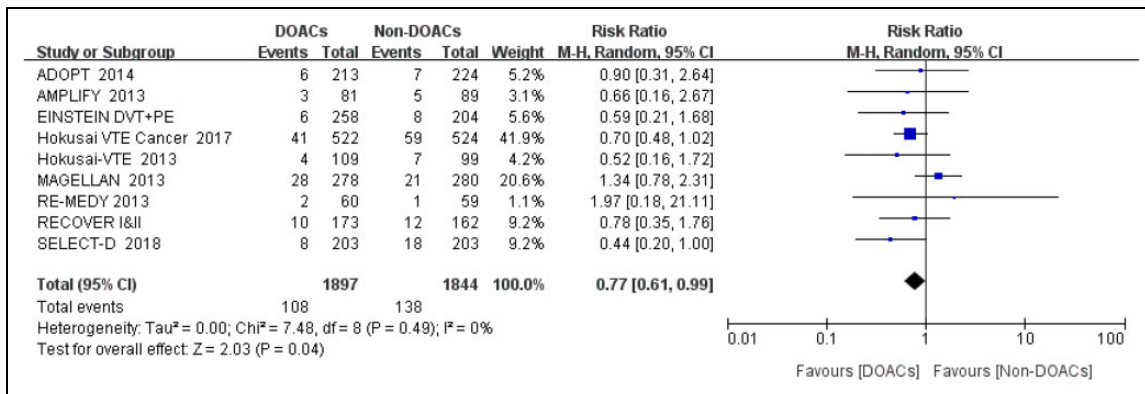 DOACs Non-DOACs Risk Ratio Risk Ratio
Study or Subgroup Events Total Events Total Weight M-H, Random, 95% CI M-H, Random, 95% CI
ADOPT 2014 6 213 7 224 5.2% 0.90 [0.31, 2.64]
AMPLIFY 2013 3 81 5 89 3.1% 0.66 [0.16, 2.67]
EINSTEIN DVT+PE 6 258 8 204 5.6% 0.59 [0.21, 1.68]
Hokusai VTE Cancer 2017 41 522 59 524 41.9% 0.70 [0.48, 1.02]
Hokusai-VTE 2013 4 109 7 99 4.2% 0.52 [0.16, 1.72]
MAGELLAN 2013 28 278 21 280 20.6% 1.34 [0.78, 2.31]
RE-MEDY 2013 2 60 1 59 1.1% 1.97 [0.18, 21.11]
RECOVER I&II 10 173 12 162 9.2% 0.78 [0.35, 1.76]
SELECT-D 2018 8 203 18 203 9.2% 0.44 [0.20, 1.00]
Total (95% CI) 1897 1844 100.0% 0.77 [0.61, 0.99]
Total events 108 138
Heterogeneity: Tau² = 0.00; Chi² = 7.48, df = 8 (P = 0.49); I² = 0%
Test for overall effect: Z = 2.03 (P = 0.04)
0.01 0.1 1 10 100
Favours [DOACs] Favours [Non-DOACs]